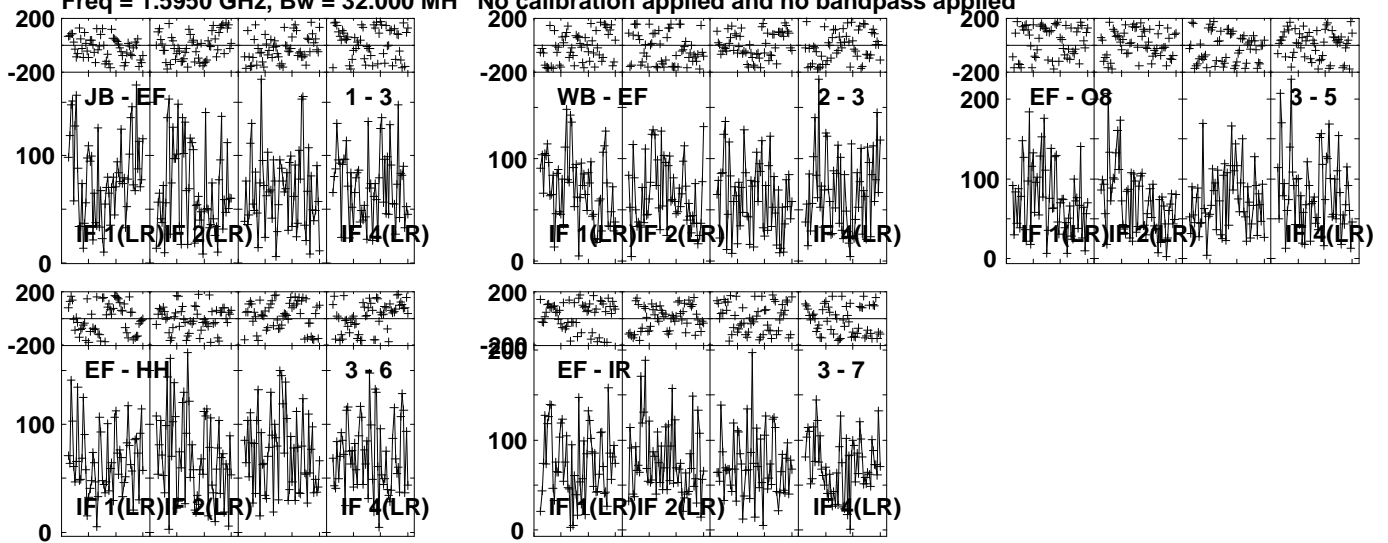 Freq = 1.5950 GHz, Bw = 32.000 MH No calibration applied and no bandpass applied
200 200 200
-200 -200 -200
JB - EF 1 - 3 WB - EF 2 - 3 EF - O8 3 - 5
200
100 100 100
IF 1(LR) IF 2(LR) IF 4(LR) IF 1(LR) IF 2(LR) IF 4(LR) IF 1(LR) IF 2(LR) IF 4(LR)
0 0 0
200 200
-200 -200
200
EF - HH 3 - 6 EF - IR 3 - 7
100 100
IF 1(LR) IF 2(LR) IF 4(LR) IF 1(LR) IF 2(LR) IF 4(LR)
0 0